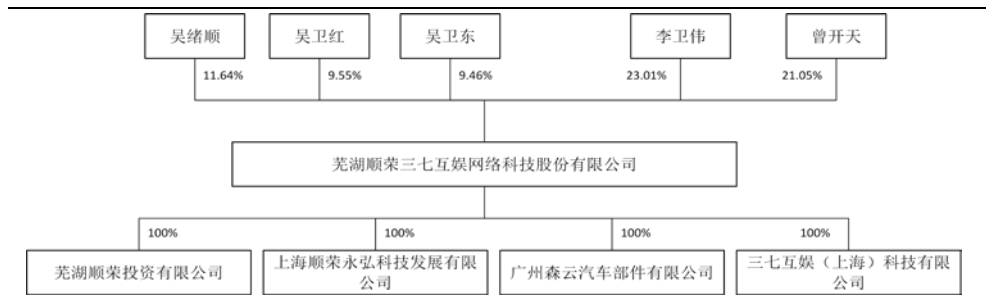 吴绪顺
吴卫红
吴卫东
李卫伟
曾开天
11.64%
9.55%
9.46%
23.01%
21.05%
芜湖顺荣三七互娱网络科技股份有限公司
100%
100%
100%
100%
芜湖顺荣投资有限公司
上海顺荣永弘科技发展有限
公司
广州森云汽车部件有限公司
三七互娱（上海）科技有限
公司